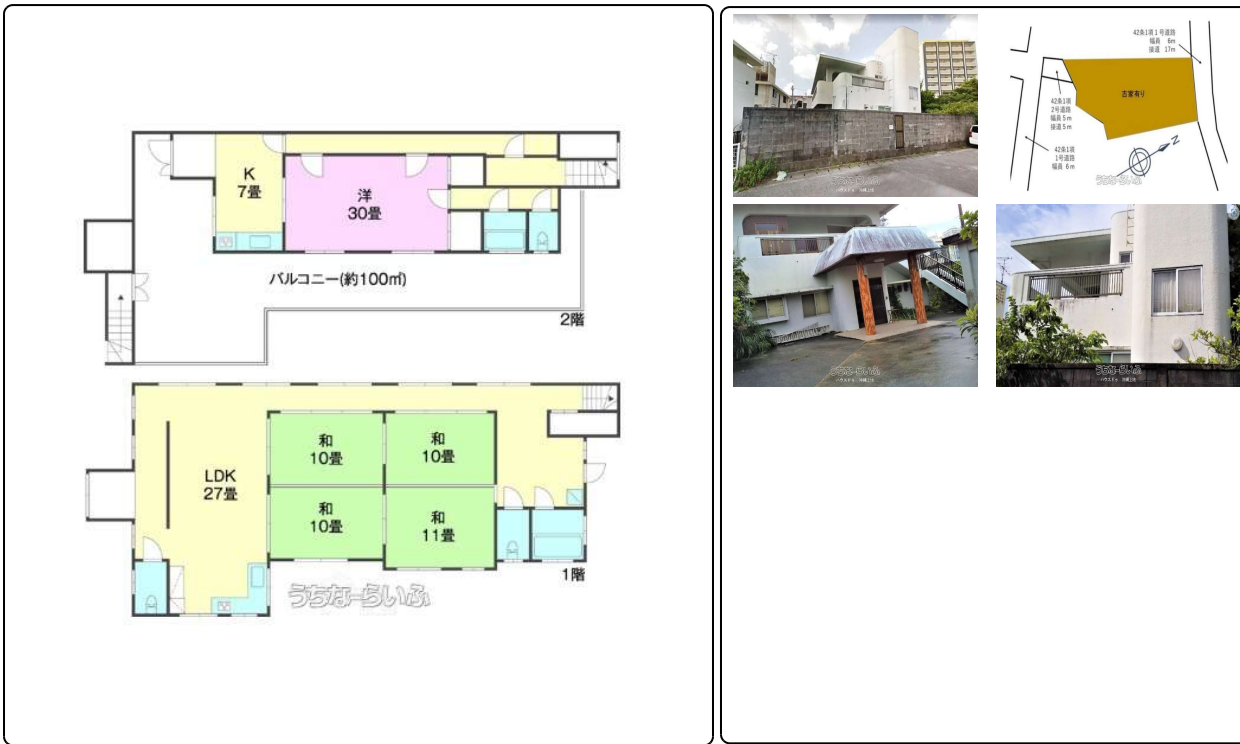 K
7畳
洋
30畳
バルコニー(約100㎡)
2階
LDK
27畳
和
10畳
和
10畳
和
10畳
和
11畳
1階
うちなーらいふ
うちなーらいふ
42条1項1号道路
幅員 6m
接道 17m
古家有り
42条1項
2号道路
幅員5m
接道5m
42条1項
1号道路
幅員 6m
N
うちなーらいふ
うちなーらいふ
うちなーらいふ